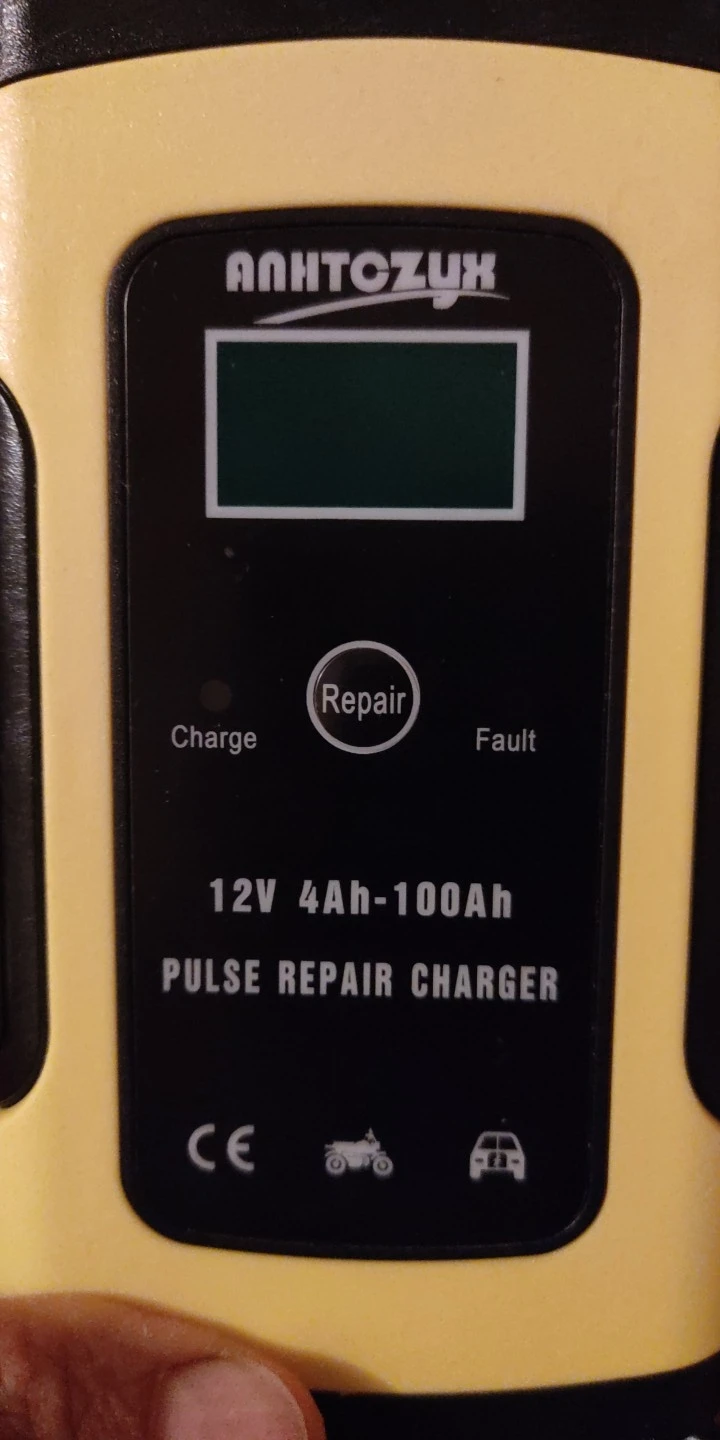 ANHTCZYX
Repair
Charge
Fault
12V 4Ah-100Ah
PULSE REPAIR CHARGER
CE